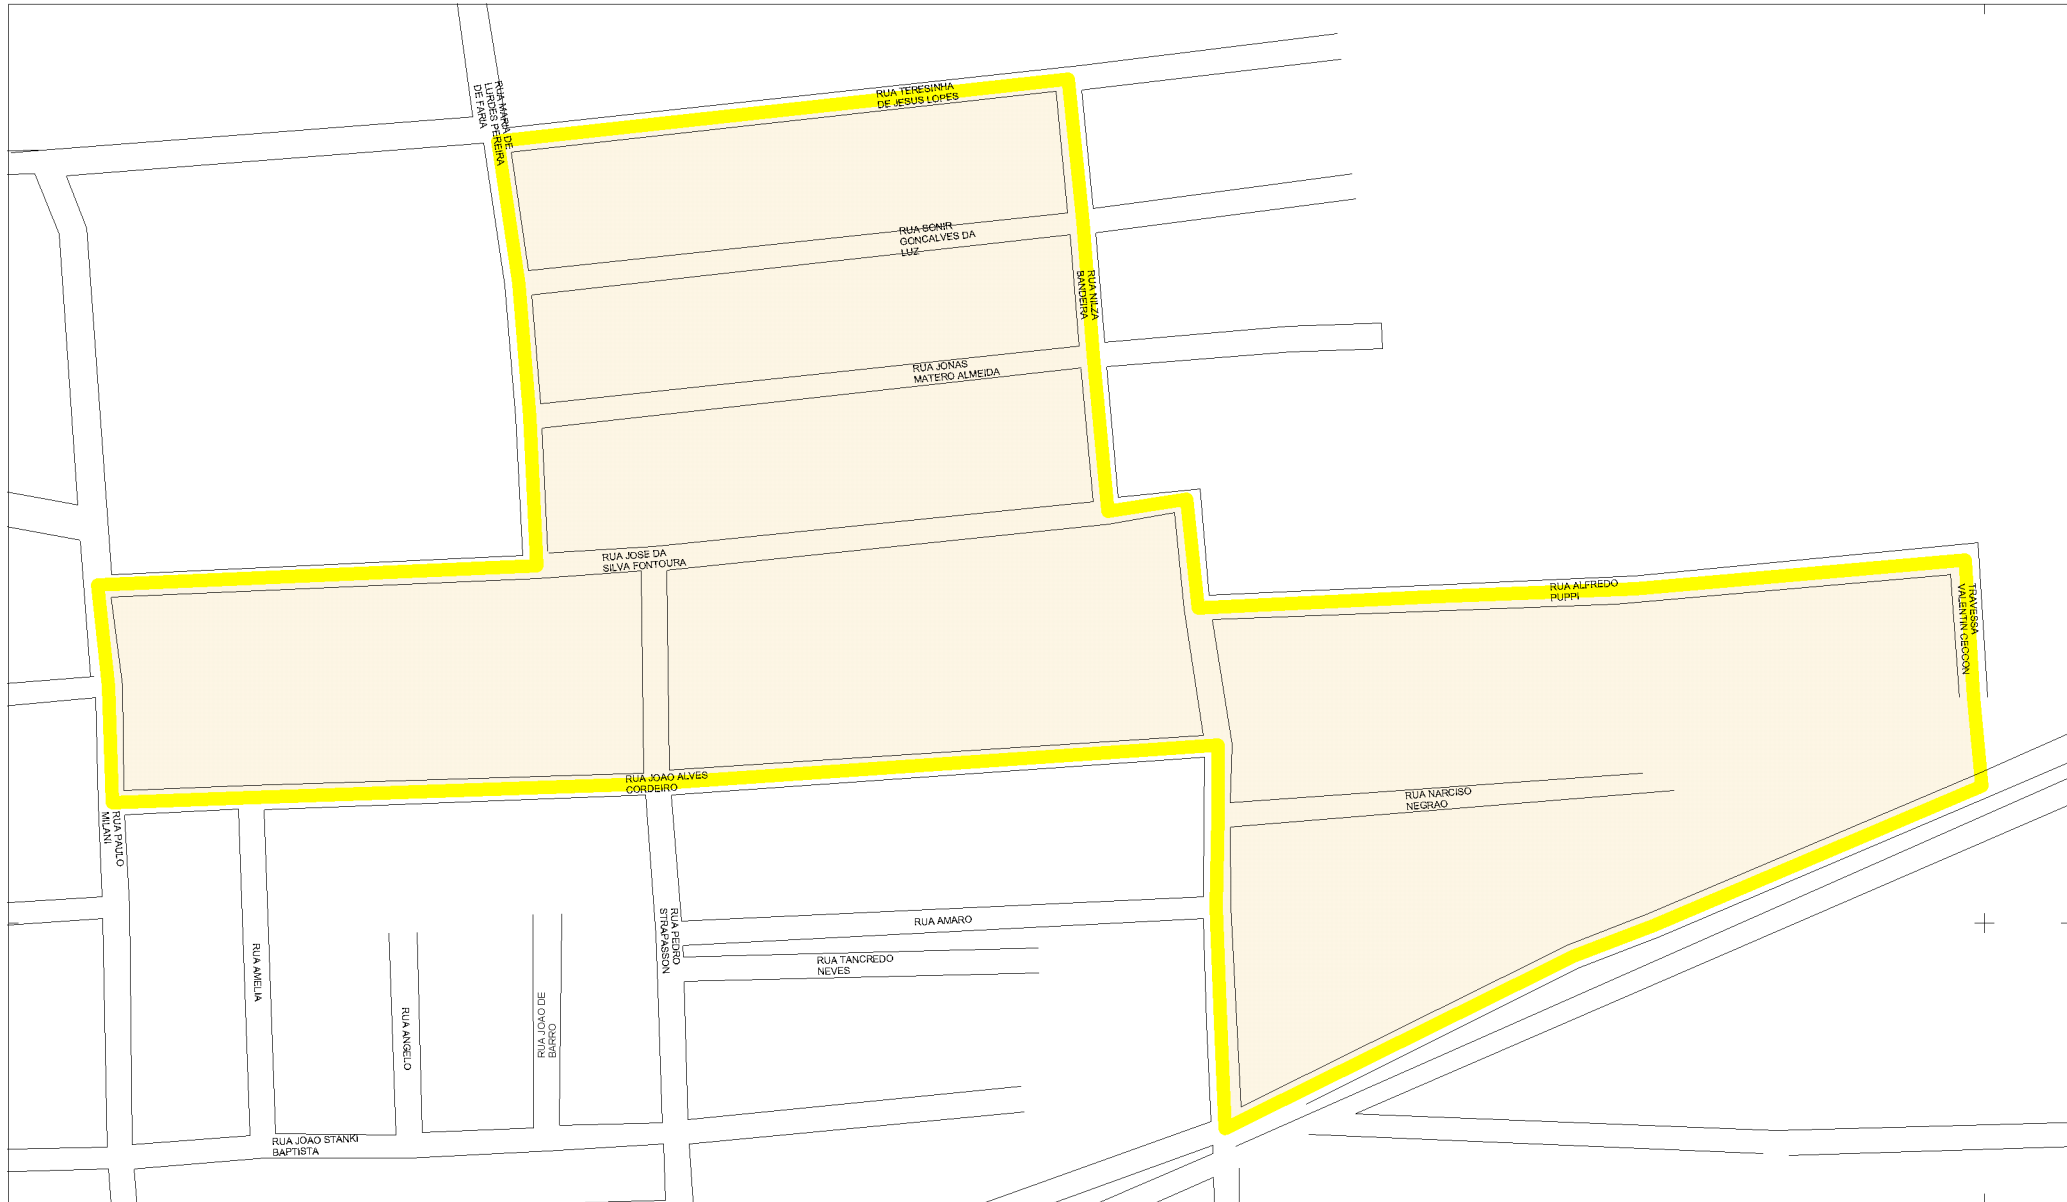 RUA MARIA DE
LURDES PEREIRA
DE FARIA
RUA TERESINHA
DE JESUS LOPES
RUA SONIR
GONCALVES DA
LUZ
RUA NILZA
BANDEIRA
RUA JONAS
MATERO ALMEIDA
RUA JOSE DA
SILVA FONTOURA
RUA ALFREDO
PUPPI
TRAVESSA
VALENTIN CECCON
RUA JOAO ALVES
CORDEIRO
RUA NARCISO
NEGRAO
RUA PAULO
MILANI
RUA PEDRO
STRAPASSON
RUA AMARO
RUA TANCREDO
NEVES
RUA AMELIA
RUA ANGELO
RUA JOAO DE
BARRO
RUA JOAO STANKI
BAPTISTA